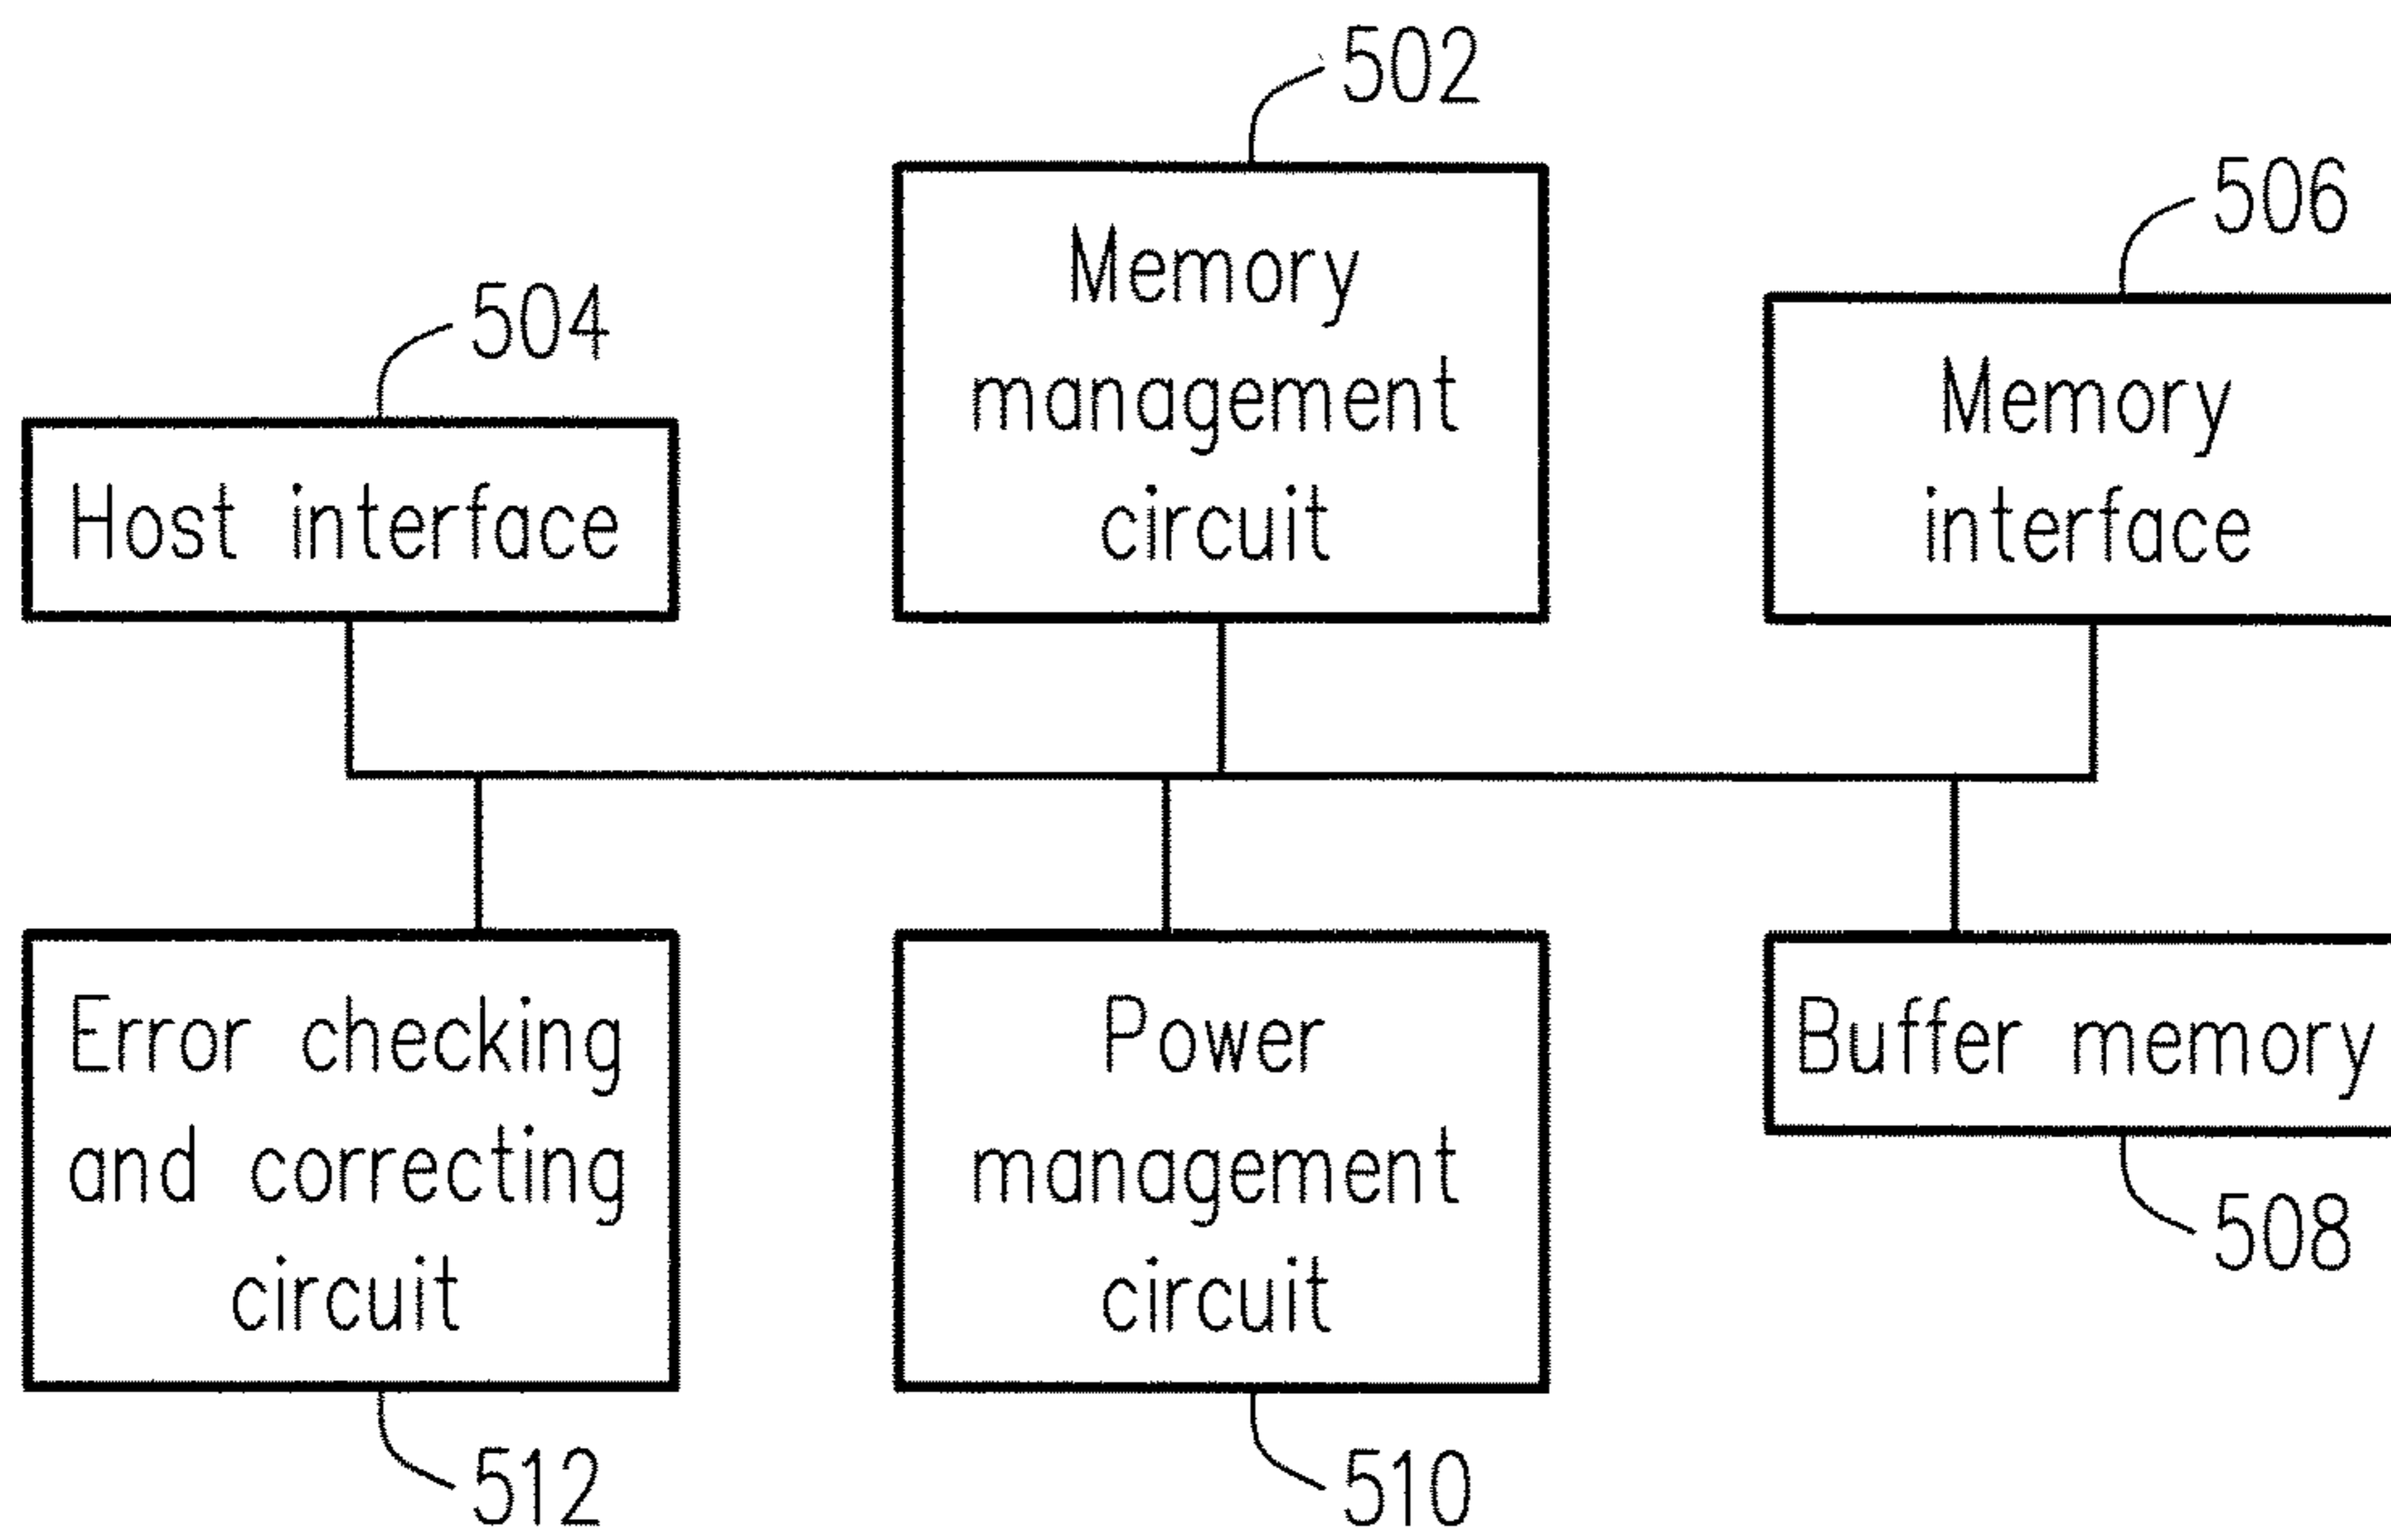 502
Memory
management
circuit
506
Memory
interface
504
Host interface
Error checking
and correcting
circuit
512
Power
management
circuit
510
Buffer memory
508